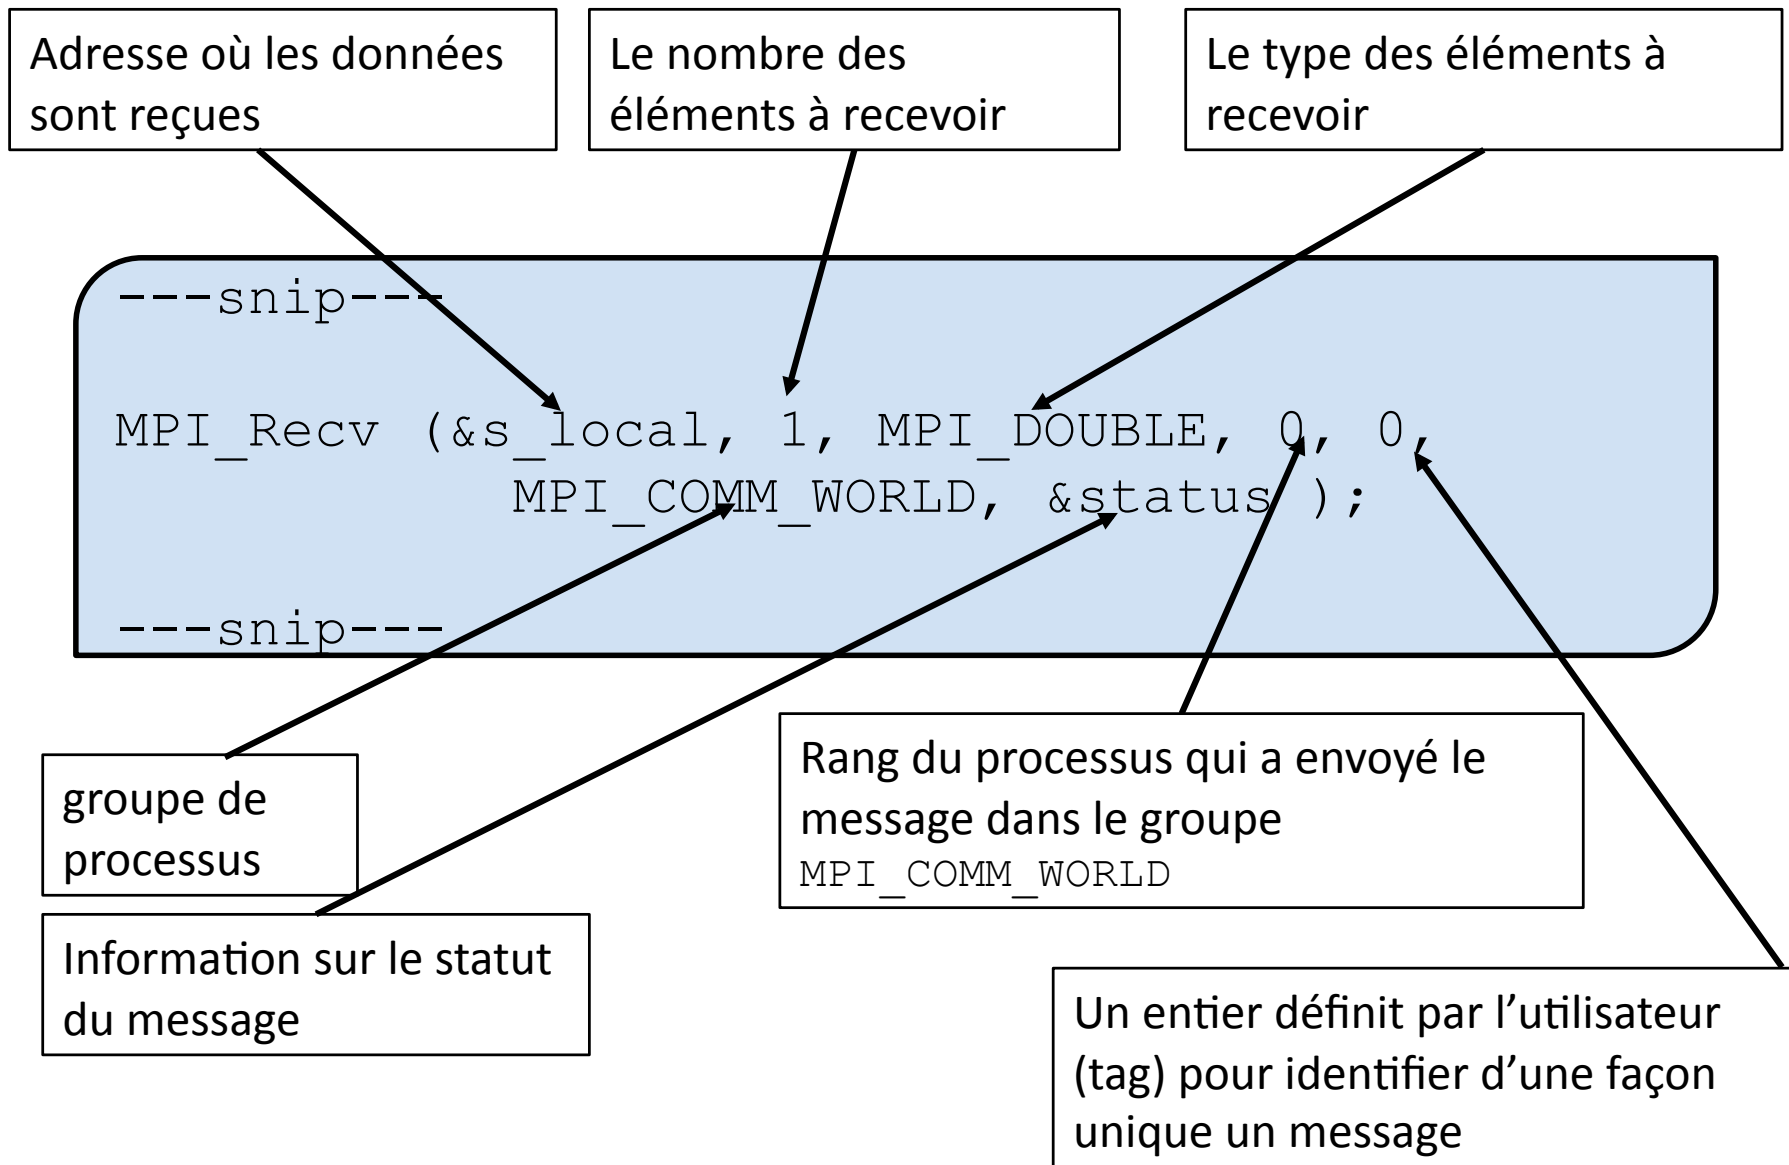 Adresse où les données
sont reçues
Le nombre des
éléments à recevoir
Le type des éléments à
recevoir
---snip---
MPI_Recv (&s_local, 1, MPI_DOUBLE, 0, 0,
MPI_COMM_WORLD, &status );
---snip---
groupe de
processus
Rang du processus qui a envoyé le
message dans le groupe
MPI_COMM_WORLD
Information sur le statut
du message
Un entier définit par l’utilisateur
(tag) pour identifier d’une façon
unique un message